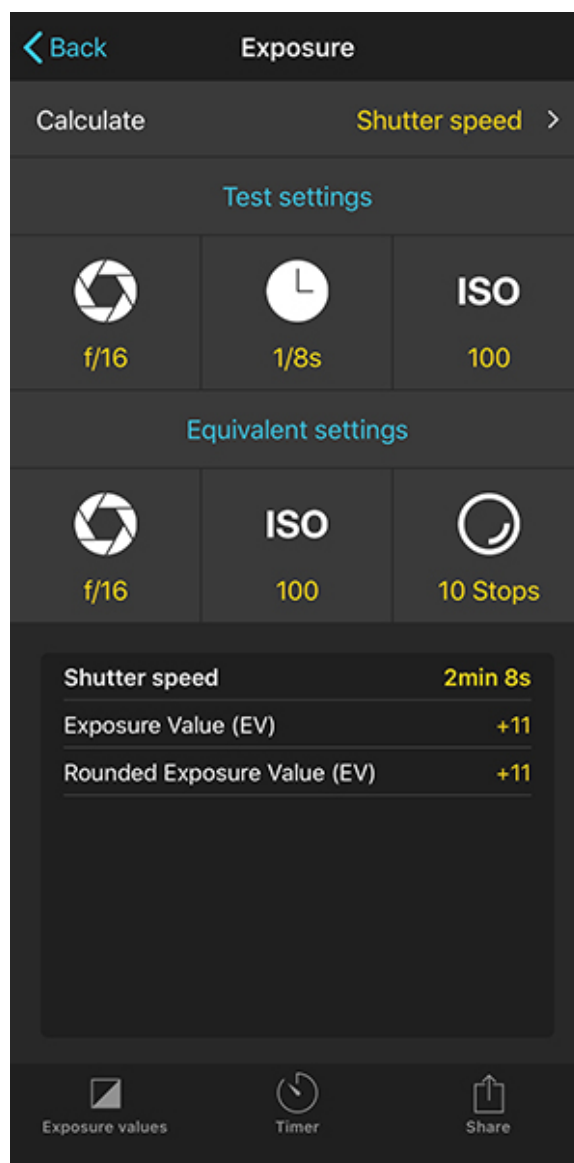 Back Exposure
Calculate Shutter speed >
Test settings
ISO
f/16 1/8s 100
Equivalent settings
ISO
f/16 100 10 Stops
Shutter speed 2min 8s
Exposure Value (EV) +11
Rounded Exposure Value (EV) +11
Exposure values Timer Share